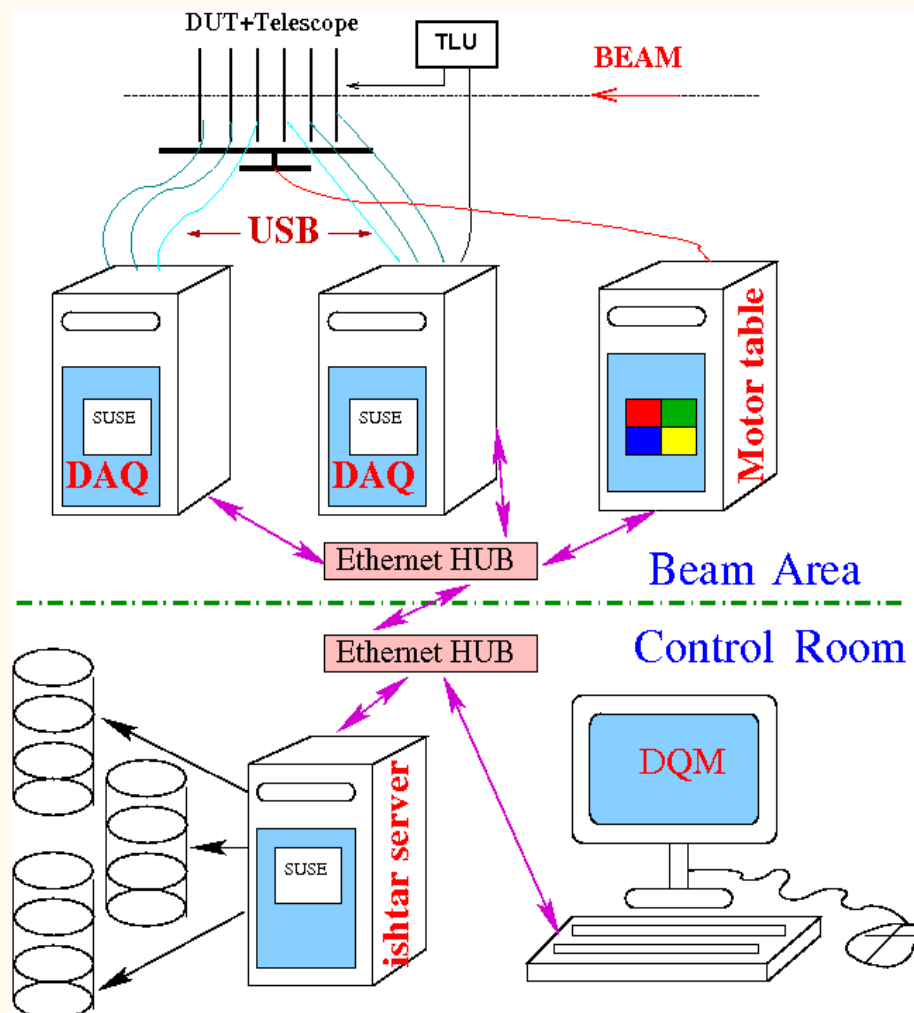 DUT+Telescope
TLU
BEAM
USB
SUSE
DAQ
SUSE
DAQ
Motor table
Ethernet HUB
Beam Area
Ethernet HUB
Control Room
DQM
SUSE
ishtar server